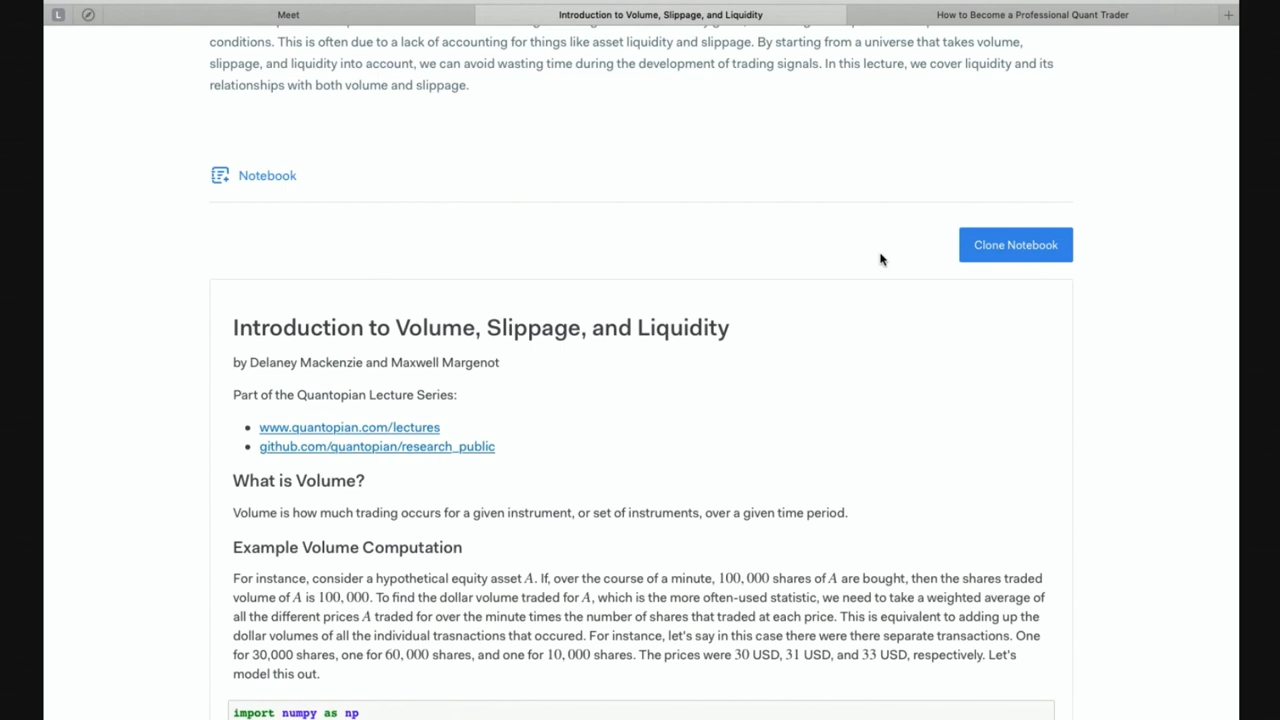 L Meet Introduction to Volume, Slippage, and Liquidity How to Become a Professional Quant Trader +
conditions. This is often due to a lack of accounting for things like asset liquidity and slippage. By starting from a universe that takes volume,
slippage, and liquidity into account, we can avoid wasting time during the development of trading signals. In this lecture, we cover liquidity and its
relationships with both volume and slippage.
Notebook
Clone Notebook
Introduction to Volume, Slippage, and Liquidity
by Delaney Mackenzie and Maxwell Margenot
Part of the Quantopian Lecture Series:
• www.quantopian.com/lectures
• github.com/quantopian/research_public
What is Volume?
Volume is how much trading occurs for a given instrument, or set of instruments, over a given time period.
Example Volume Computation
For instance, consider a hypothetical equity asset A. If, over the course of a minute, 100,000 shares of A are bought, then the shares traded
volume of A is 100,000. To find the dollar volume traded for A, which is the more often-used statistic, we need to take a weighted average of
all the different prices A traded for over the minute times the number of shares that traded at each price. This is equivalent to adding up the
dollar volumes of all the individual trasnactions that occured. For instance, let's say in this case there were there separate transactions. One
for 30,000 shares, one for 60,000 shares, and one for 10,000 shares. The prices were 30 USD, 31 USD, and 33 USD, respectively. Let's
model this out.
import numpy as np